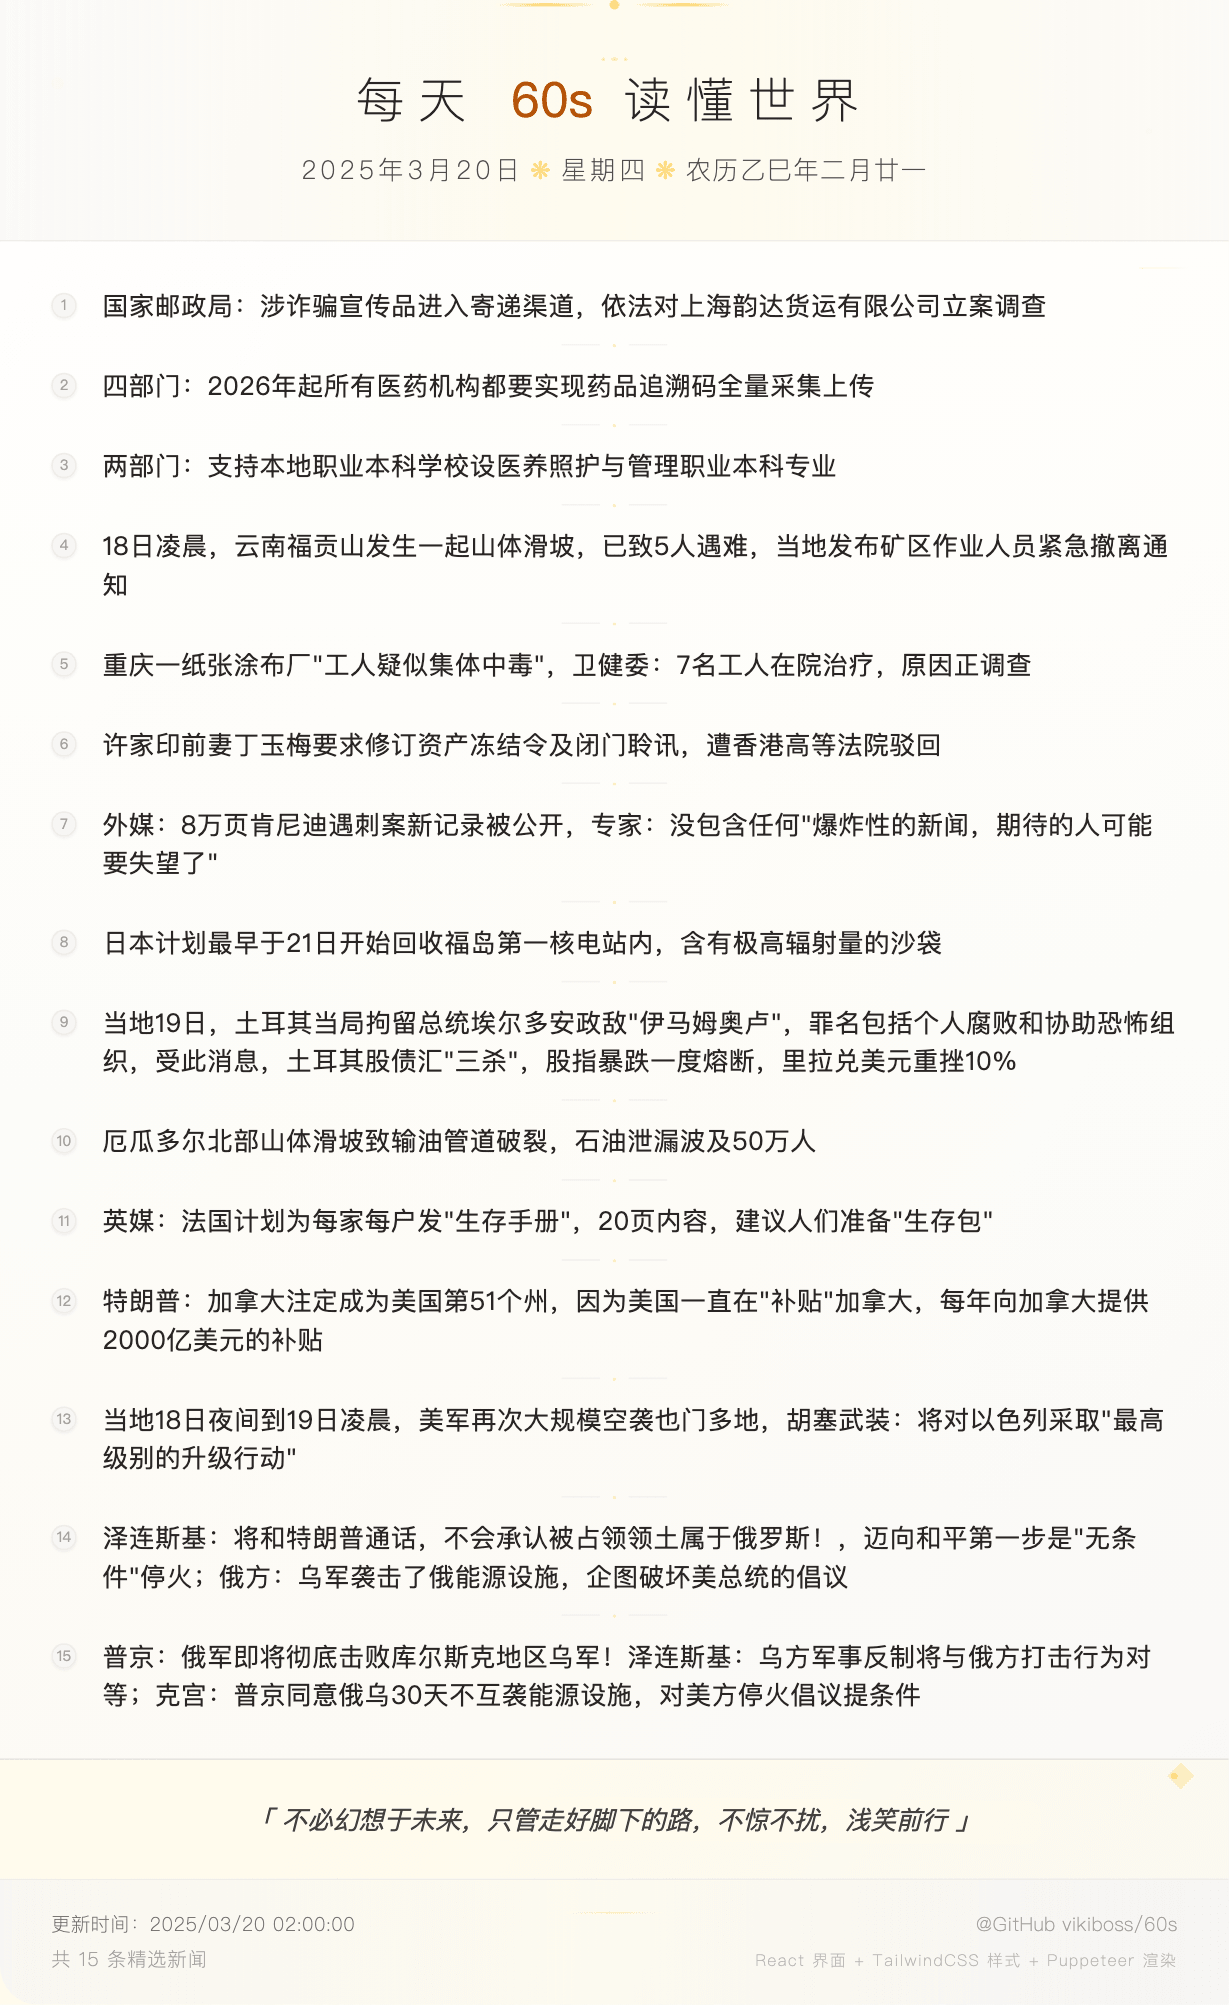 每天 60s 读懂世界
2025年3月20日 ❋ 星期四 ❋ 农历乙巳年二月廿一
1 国家邮政局：涉诈骗宣传品进入寄递渠道，依法对上海韵达货运有限公司立案调查
2 四部门：2026年起所有医药机构都要实现药品追溯码全量采集上传
3 两部门：支持本地职业本科学校设医养照护与管理职业本科专业
4 18日凌晨，云南福贡山发生一起山体滑坡，已致5人遇难，当地发布矿区作业人员紧急撤离通
知
5 重庆一纸张涂布厂"工人疑似集体中毒"，卫健委：7名工人在院治疗，原因正调查
6 许家印前妻丁玉梅要求修订资产冻结令及闭门聆讯，遭香港高等法院驳回
7 外媒：8万页肯尼迪遇刺案新记录被公开，专家：没包含任何"爆炸性的新闻，期待的人可能
要失望了"
8 日本计划最早于21日开始回收福岛第一核电站内，含有极高辐射量的沙袋
9 当地19日，土耳其当局拘留总统埃尔多安政敌"伊马姆奥卢"，罪名包括个人腐败和协助恐怖组
织，受此消息，土耳其股债汇"三杀"，股指暴跌一度熔断，里拉兑美元重挫10%
10 厄瓜多尔北部山体滑坡致输油管道破裂，石油泄漏波及50万人
11 英媒：法国计划为每家每户发"生存手册"，20页内容，建议人们准备"生存包"
12 特朗普：加拿大注定成为美国第51个州，因为美国一直在"补贴"加拿大，每年向加拿大提供
2000亿美元的补贴
13 当地18日夜间到19日凌晨，美军再次大规模空袭也门多地，胡塞武装：将对以色列采取"最高
级别的升级行动"
14 泽连斯基：将和特朗普通话，不会承认被占领领土属于俄罗斯！，迈向和平第一步是"无条
件"停火；俄方：乌军袭击了俄能源设施，企图破坏美总统的倡议
15 普京：俄军即将彻底击败库尔斯克地区乌军！泽连斯基：乌方军事反制将与俄方打击行为对
等；克宫：普京同意俄乌30天不互袭能源设施，对美方停火倡议提条件
「 不必幻想于未来，只管走好脚下的路，不惊不扰，浅笑前行 」
更新时间：2025/03/20 02:00:00
@GitHub vikiboss/60s
共 15 条精选新闻
React 界面 + TailwindCSS 样式 + Puppeteer 渲染